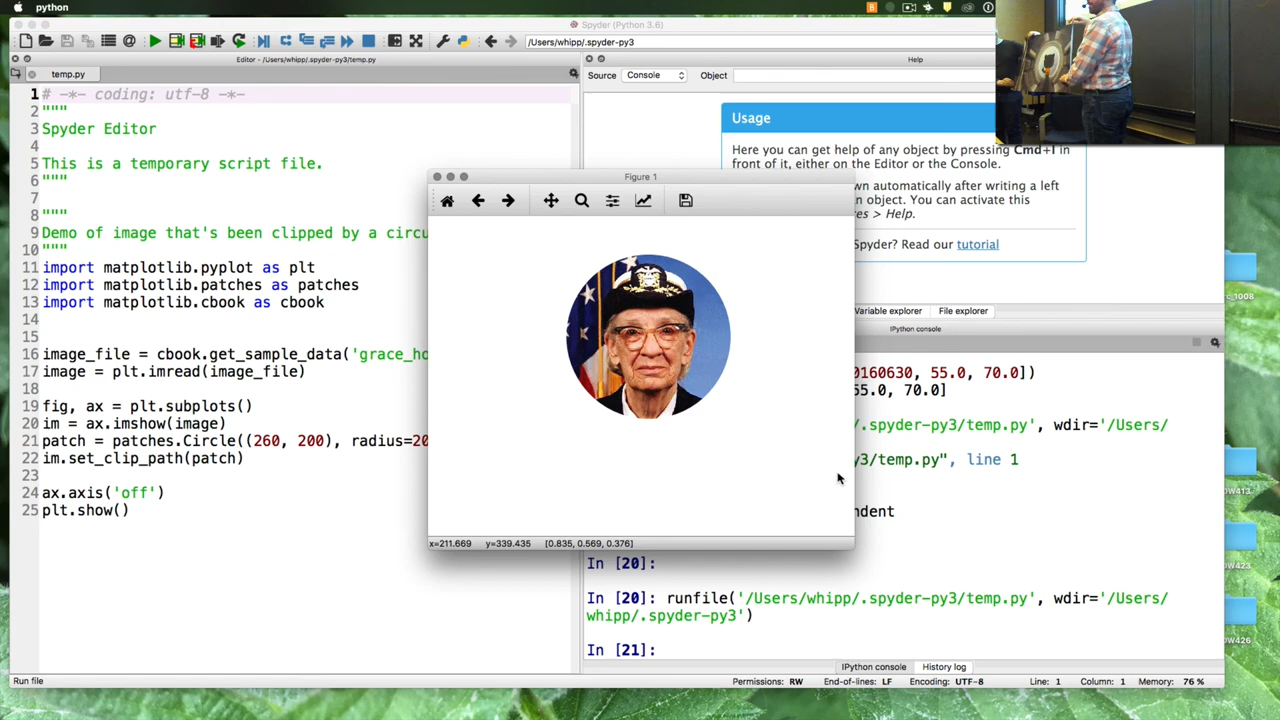 python
Spyder (Python 3.6)
/Users/whipp/.spyder-py3
Editor - /Users/whipp/.spyder-py3/temp.py
temp.py
1 # -*- coding: utf-8 -*-
2 """
3 Spyder Editor
4
5 This is a temporary script file.
6 """
7
8 """
9 Demo of image that's been clipped by a circu
10 """
11 import matplotlib.pyplot as plt
12 import matplotlib.patches as patches
13 import matplotlib.cbook as cbook
14
15
16 image_file = cbook.get_sample_data('grace_ho
17 image = plt.imread(image_file)
18
19 fig, ax = plt.subplots()
20 im = ax.imshow(image)
21 patch = patches.Circle((260, 200), radius=20
22 im.set_clip_path(patch)
23
24 ax.axis('off')
25 plt.show()
Figure 1
x=211.669 y=339.435 [0.835, 0.569, 0.376]
Help
Source Console Object
Usage
Here you can get help of any object by pressing Cmd+I in
front of it, either on the Editor or the Console.
wn automatically after writing a left
n object. You can activate this
es > Help.
Spyder? Read our tutorial
Variable explorer File explorer
IPython console
0160630, 55.0, 70.0])
55.0, 70.0]
/.spyder-py3/temp.py', wdir='/Users/
y3/temp.py", line 1
ndent
In [20]:
In [20]: runfile('/Users/whipp/.spyder-py3/temp.py', wdir='/Users/
whipp/.spyder-py3')
In [21]:
IPython console History log
Run file
Permissions: RW End-of-lines: LF Encoding: UTF-8 Line: 1 Column: 1 Memory: 76 %
rc_1008
OW413
OW423
OW426